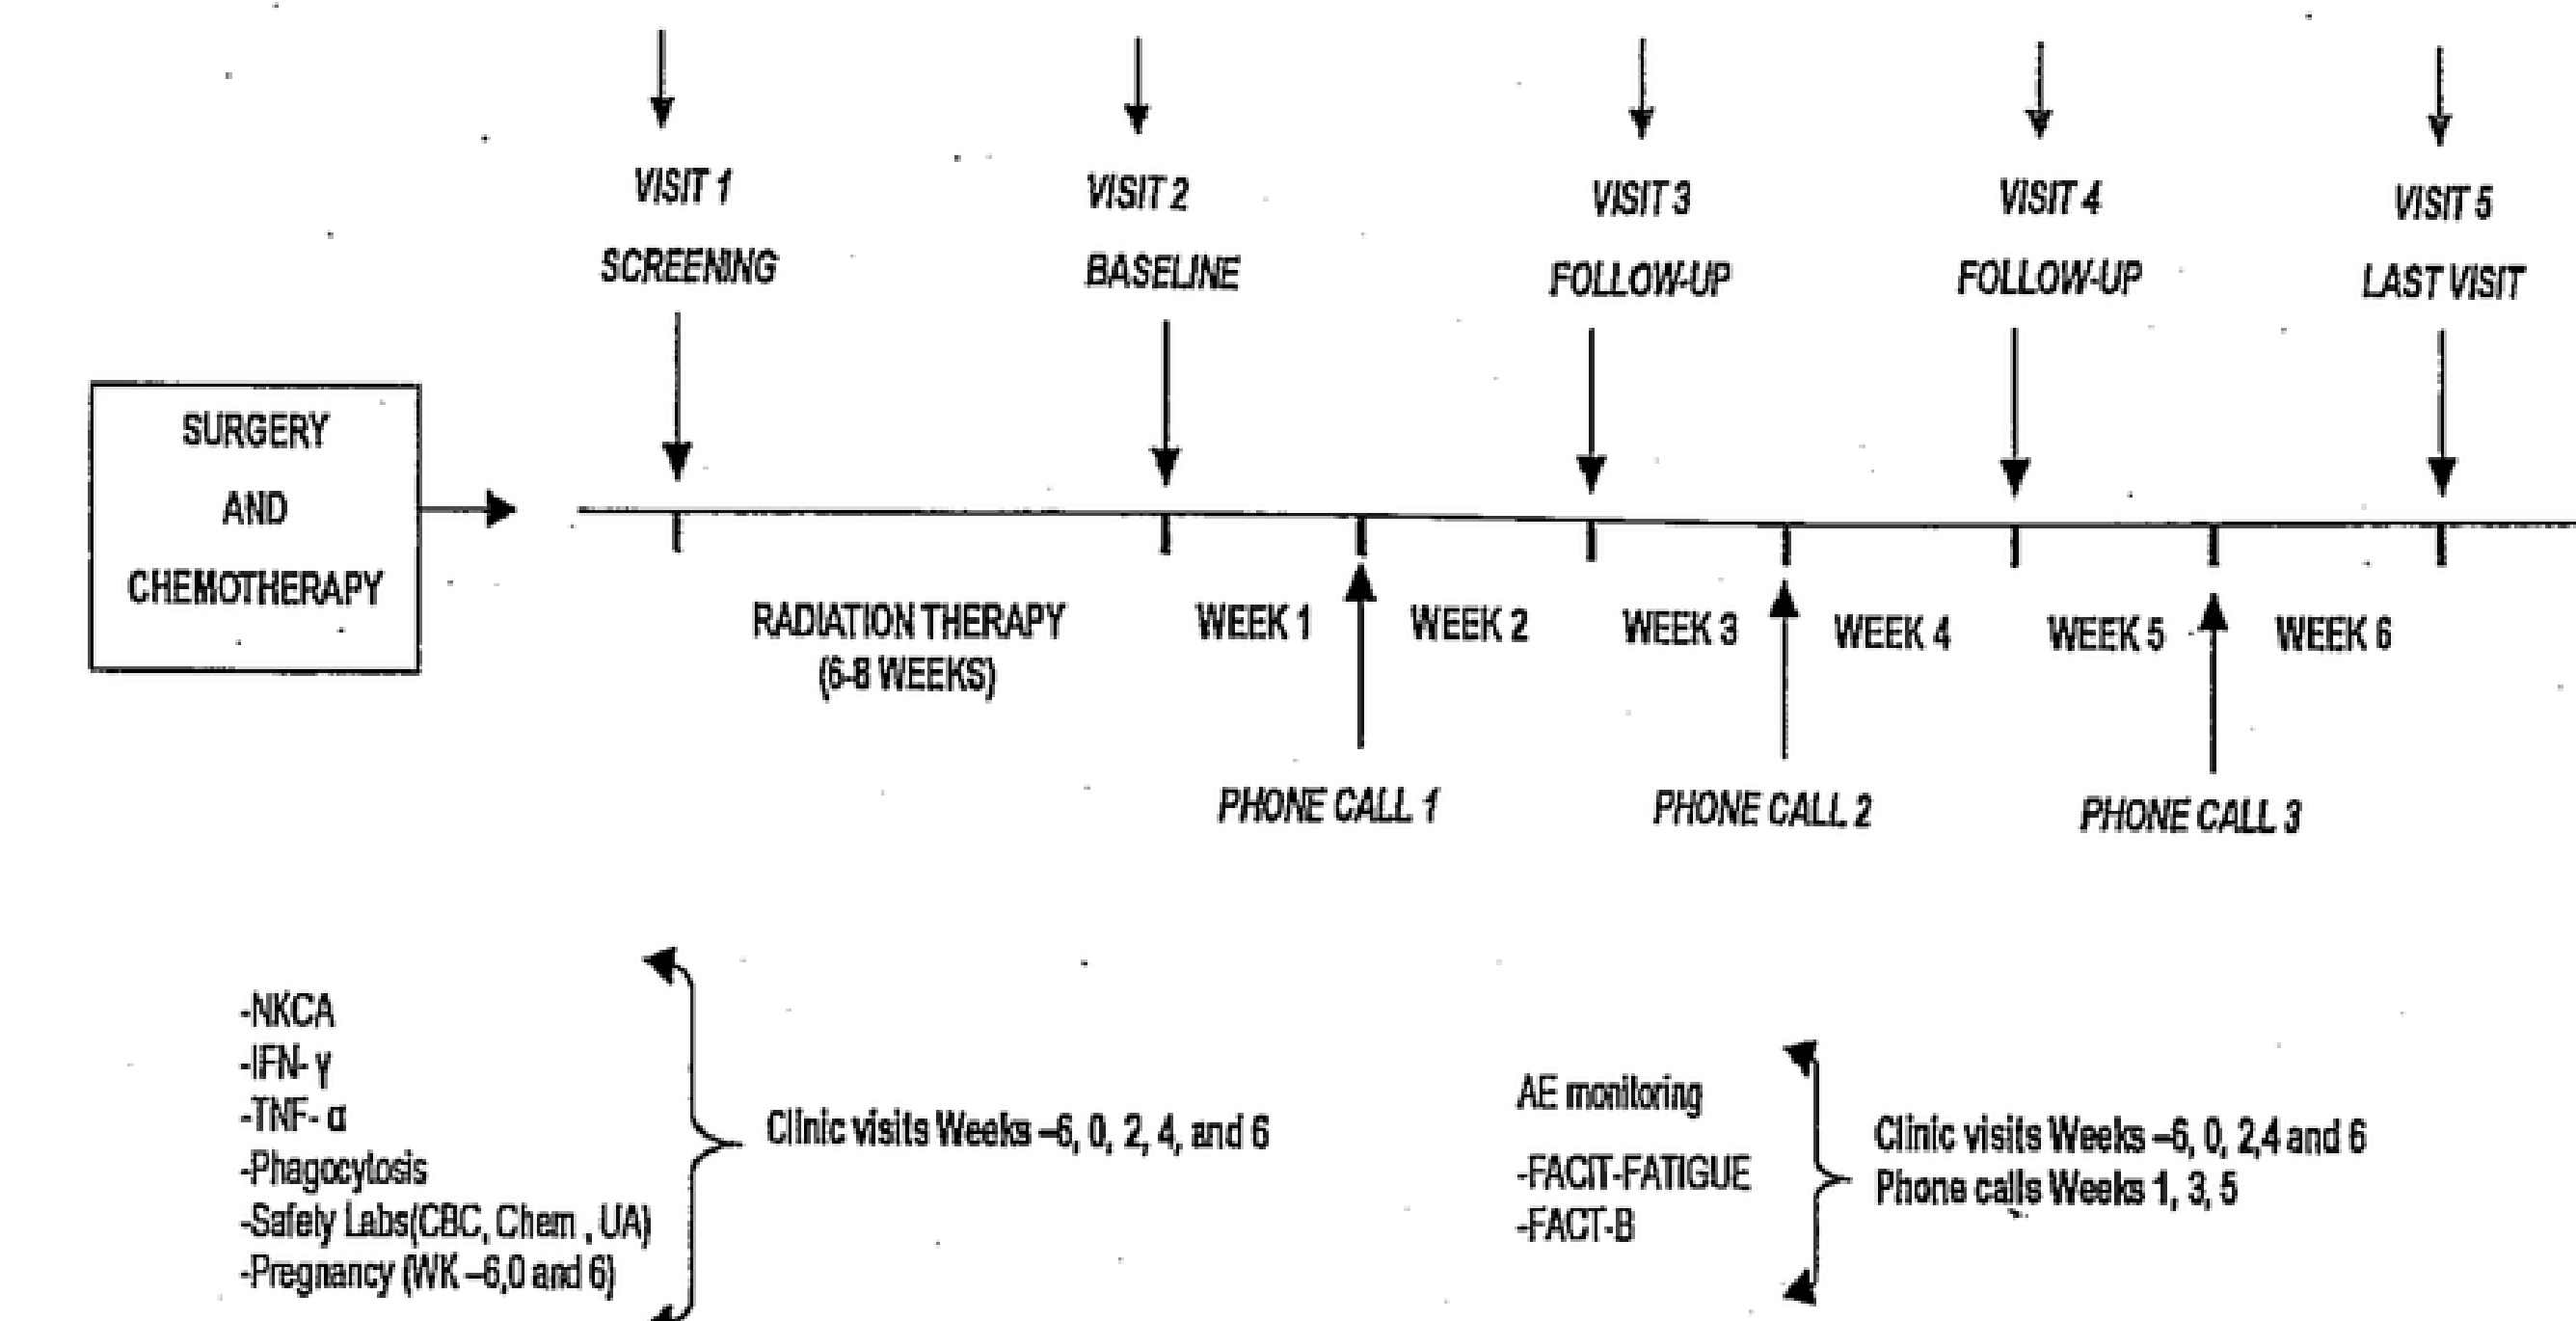 VISIT 1
SCREENING
VISIT 2
BASELINE
VISIT 3
FOLLOW-UP
VISIT 4
FOLLOW-UP
VISIT 5
LAST VISIT
SURGERY
AND
CHEMOTHERAPY
RADIATION THERAPY
(6-8 WEEKS)
WEEK 1
WEEK 2
WEEK 3
WEEK 4
WEEK 5
WEEK 6
PHONE CALL 1
PHONE CALL 2
PHONE CALL 3
-NKCA
-IFN- γ
-TNF- α
-Phagocytosis
-Safety Labs(CBC, Chem , UA)
-Pregnancy (WK –6,0 and 6)
Clinic visits Weeks –6, 0, 2, 4, and 6
AE monitoring
-FACIT-FATIGUE
-FACT-B
Clinic visits Weeks –6, 0, 2,4 and 6
Phone calls Weeks 1, 3, 5